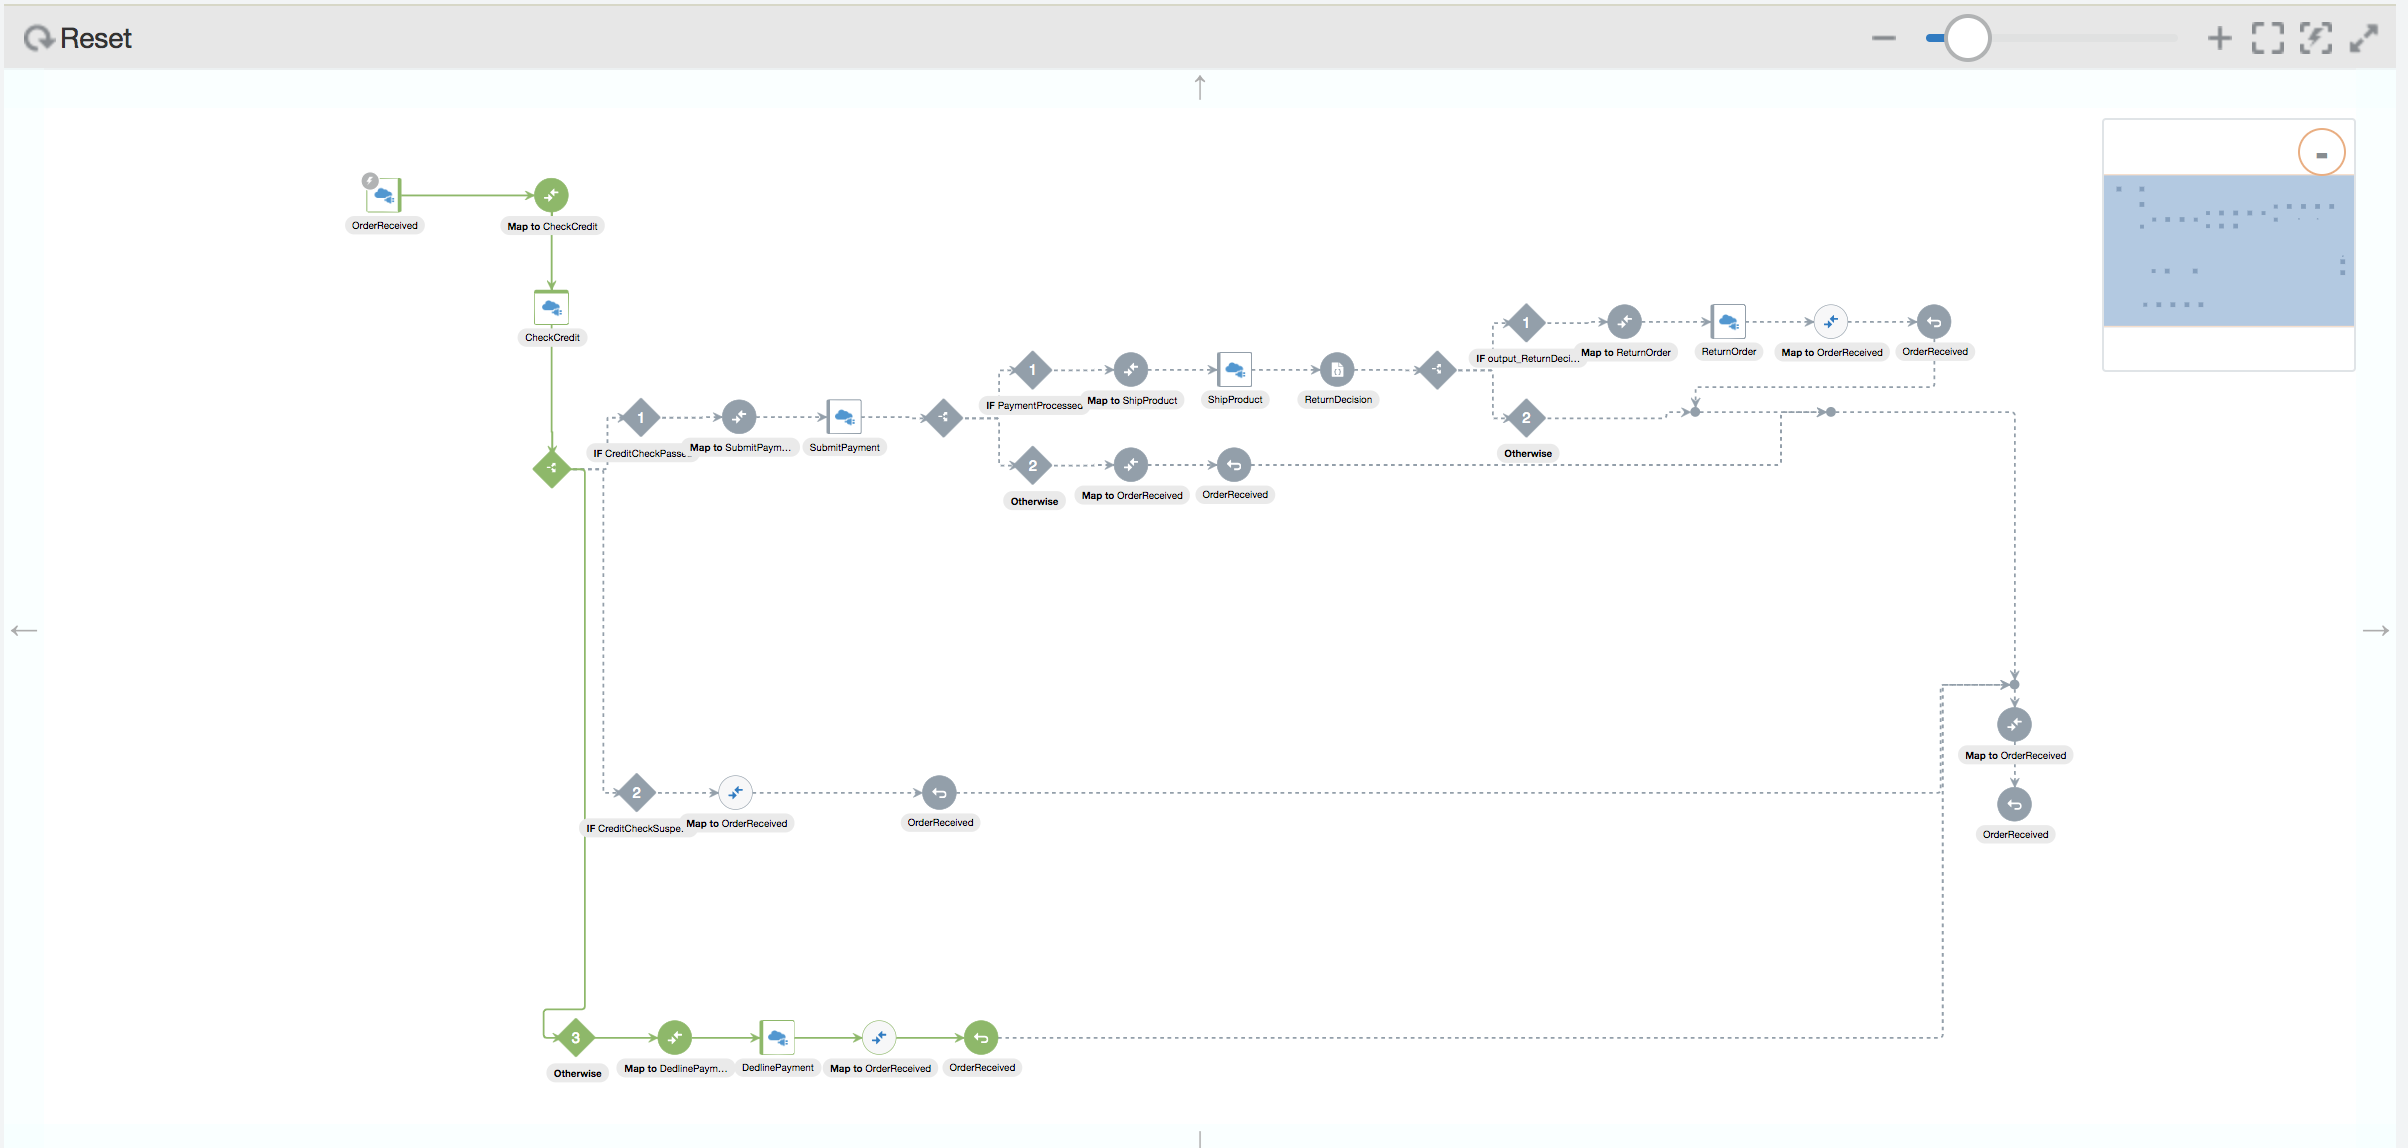 Reset
OrderReceived
Map to CheckCredit
CheckCredit
1
IF CreditCheckPasse...
Map to SubmitPaym...
SubmitPayment
1
IF PaymentProcessed
Map to ShipProduct
ShipProduct
ReturnDecision
1
IF output_ReturnDeci...
Map to ReturnOrder
ReturnOrder
Map to OrderReceived
OrderReceived
2
Otherwise
2
Otherwise
Map to OrderReceived
OrderReceived
Map to OrderReceived
OrderReceived
2
IF CreditCheckSuspe.
Map to OrderReceived
OrderReceived
3
Otherwise
Map to DedlinePaym...
DedlinePayment
Map to OrderReceived
OrderReceived